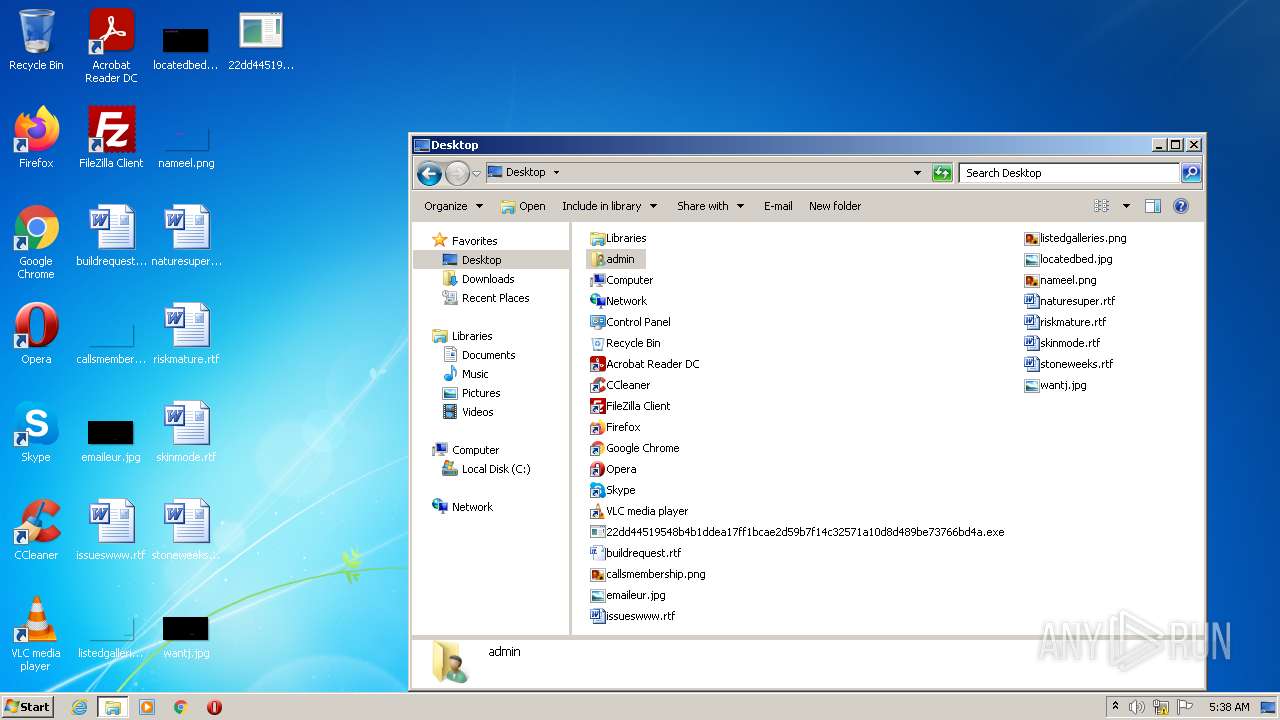 Recycle Bin
Acrobat Reader DC
locatedbed...
22dd44519...
Firefox
FileZilla Client
nameel.png
Google Chrome
buildrequest...
naturesuper...
Opera
callsmember...
riskmature.rtf
Skype
emaileur.jpg
skinmode.rtf
CCleaner
issueswww.rtf
stoneweeks...
VLC media player
listedgalleri...
wantj.jpg
Desktop
Desktop
Search Desktop
Organize
Open
Include in library
Share with
E-mail
New folder
Favorites
Desktop
Downloads
Recent Places
Libraries
Documents
Music
Pictures
Videos
Computer
Local Disk (C:)
Network
Libraries
admin
Computer
Network
Control Panel
Recycle Bin
Acrobat Reader DC
CCleaner
FileZilla Client
Firefox
Google Chrome
Opera
Skype
VLC media player
22dd44519548b4b1ddea17ff1bcae2d59b7f14c32571a10d8d489be73766bd4a.exe
buildrequest.rtf
callsmembership.png
emaileur.jpg
issueswww.rtf
listedgalleries.png
locatedbed.jpg
nameel.png
naturesuper.rtf
riskmature.rtf
skinmode.rtf
stoneweeks.rtf
wantj.jpg
admin
ANY RUN
Start
5:38 AM